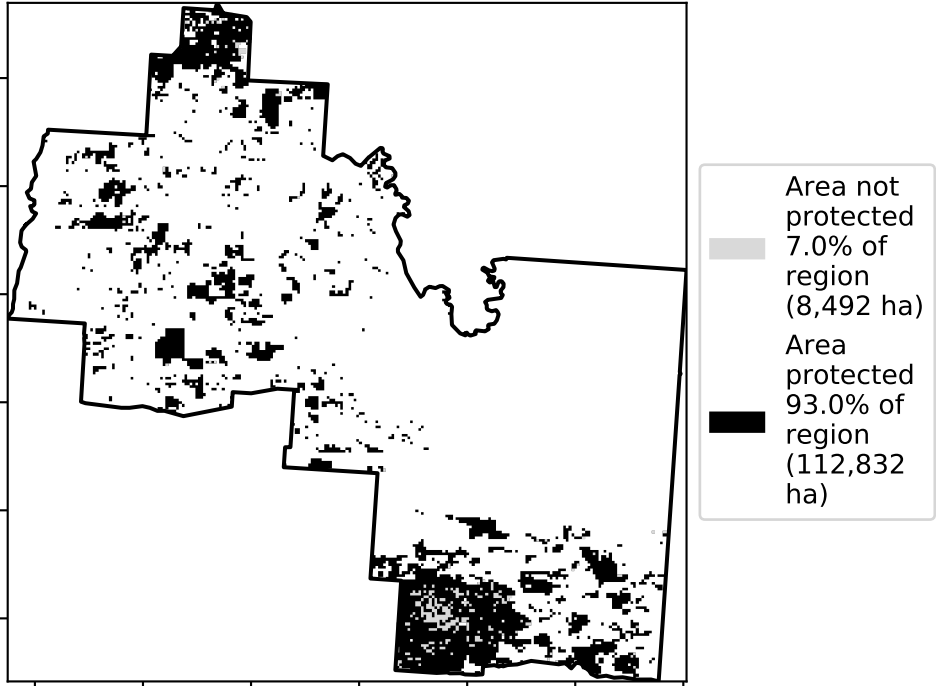 Area not
protected
7.0% of
region
(8,492 ha)
Area
protected
93.0% of
region
(112,832
ha)